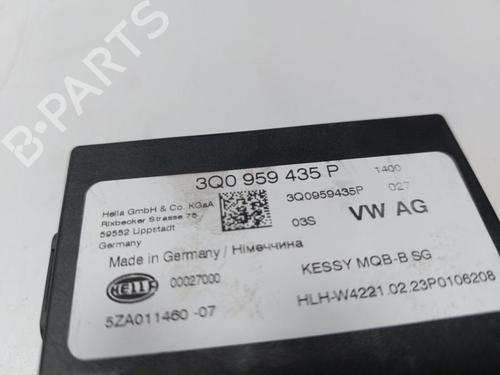 3Q0 959 435 P
1400
Hella GmbH & Co. KGaA
Rixbecker Strasse 75
59552 Lippstadt
Germany
3Q0959435P
027
03S
VW AG
Made in Germany / Німеччина
HELLA
00027000
KESSY MQB-B SG
5ZA011460 -07
HLH-W4221.02.23P0106208
B-PARTS